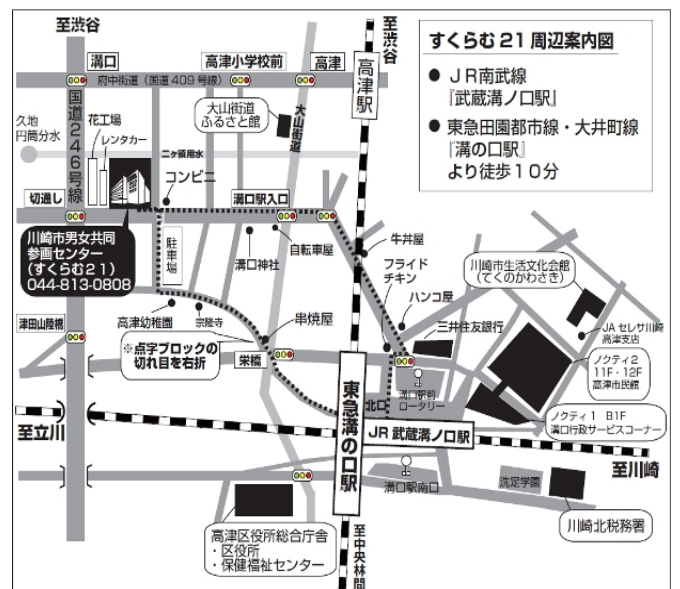 至渋谷
溝口
高津小学校前
高津
至渋谷
府中街道(国道409号線)
すくらむ21周辺案内図
● JR南武線
『武蔵溝ノ口駅』
● 東急田園都市線・大井町線
『溝の口駅』
より徒歩10分
高津駅
久地
円筒分水
国道246号線
花工場
レンタカー
大山街道
ふるさと館
大山街道
二ヶ領用水
コンビニ
切通し
溝口駅入口
川崎市男女共同
参画センター
(すくらむ21)
044-813-0808
駐車場
溝口神社
自転車屋
牛丼屋
フライド
チキン
ハンコ屋
川崎市生活文化会館
(てくのかわさき)
高津幼稚園
宗隆寺
串焼屋
三井住友銀行
JA セレサ川崎
高津支店
津田山陸橋
※点字ブロックの
切れ目を右折
栄橋
ノクティ2
11F・12F
高津市民館
溝口駅前
ロータリー
北口
ノクティ1 B1F
溝口行政サービスコーナー
至立川
東急溝の口駅
JR 武蔵溝ノ口駅
至川崎
溝口駅南口
洗足学園
川崎北税務署
高津区役所総合庁舎
・区役所
・保健福祉センター
至中央林間